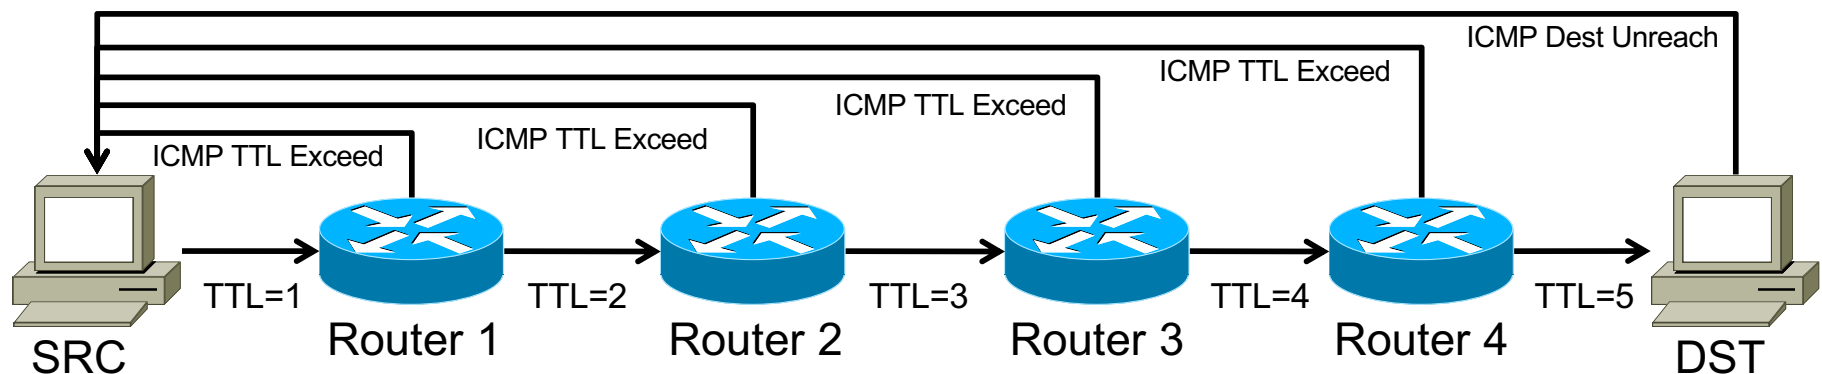 ICMP Dest Unreach
ICMP TTL Exceed
ICMP TTL Exceed
ICMP TTL Exceed
ICMP TTL Exceed
TTL=1
TTL=2
TTL=3
TTL=4
TTL=5
SRC
Router 1
Router 2
Router 3
Router 4
DST